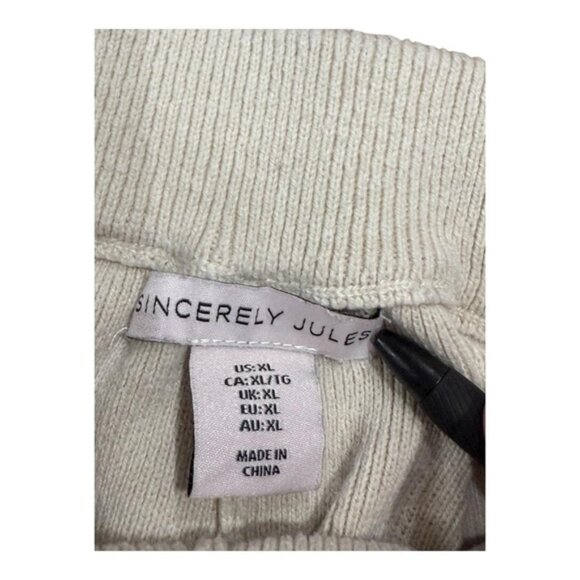 SINCERELY JULES
US: XL
CA: XL/TG
UK: XL
EU: XL
AU: XL
MADE IN
CHINA